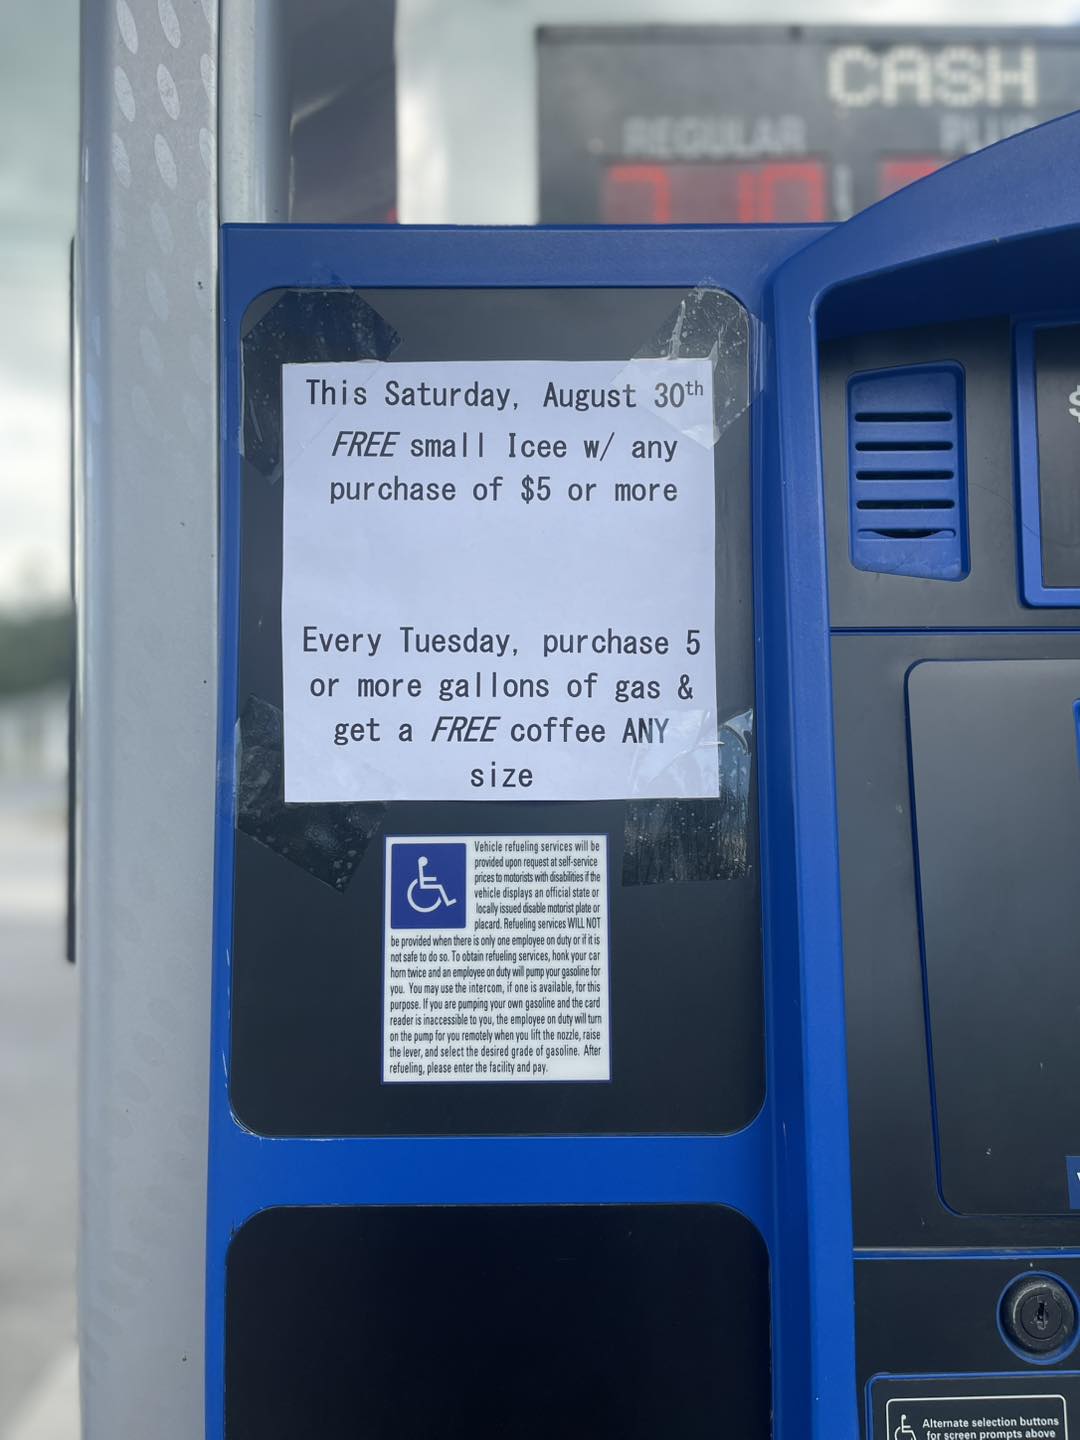 CASH
REGULAR
This Saturday, August 30th
FREE small Icee w/ any
purchase of $5 or more
Every Tuesday, purchase 5
or more gallons of gas &
get a FREE coffee ANY
size
Vehicle refueling services will be
provided upon request at self-service
prices to motorists with disabilities if the
vehicle displays an official state or
locally issued disable motorist plate or
placard. Refueling services WILL NOT
be provided when there is only one employee on duty or if it is
not safe to do so. To obtain refueling services, honk your car
horn twice and an employee on duty will pump your gasoline for
you. You may use the intercom, if one is available, for this
purpose. If you are pumping your own gasoline and the card
reader is inaccessible to you, the employee on duty will turn
on the pump for you remotely when you lift the nozzle, raise
the lever, and select the desired grade of gasoline. After
refueling, please enter the facility and pay.
$
Alternate selection buttons
for screen prompts above